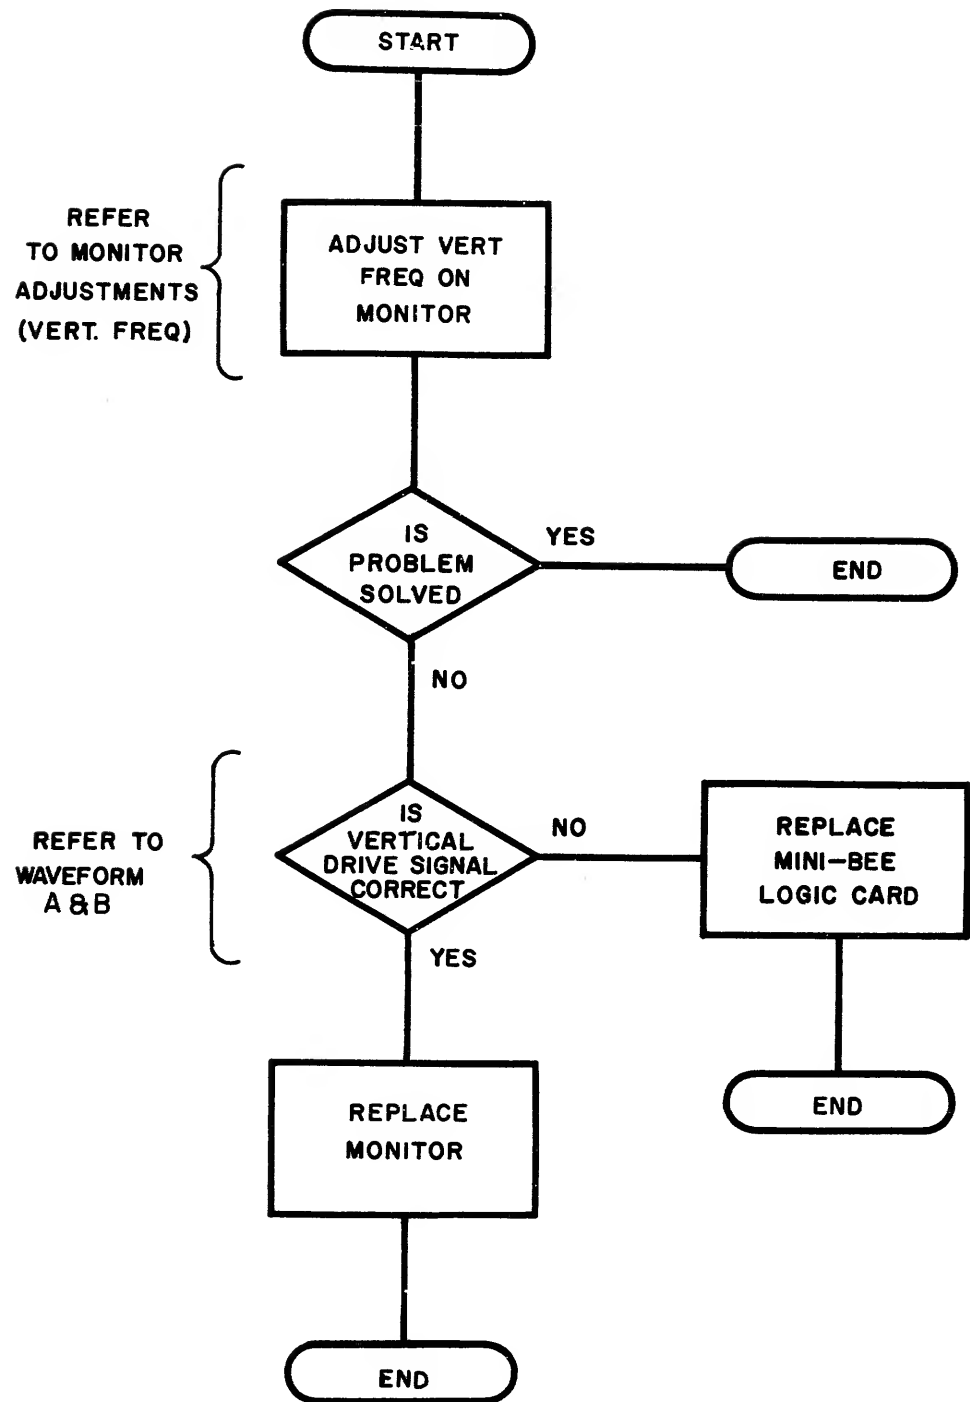 START
REFER
TO MONITOR
ADJUSTMENTS
(VERT. FREQ)
ADJUST VERT
FREQ ON
MONITOR
IS
PROBLEM
SOLVED
YES
END
NO
REFER TO
WAVEFORM
A & B
IS
VERTICAL
DRIVE SIGNAL
CORRECT
NO
REPLACE
MINI-BEE
LOGIC CARD
YES
END
REPLACE
MONITOR
END